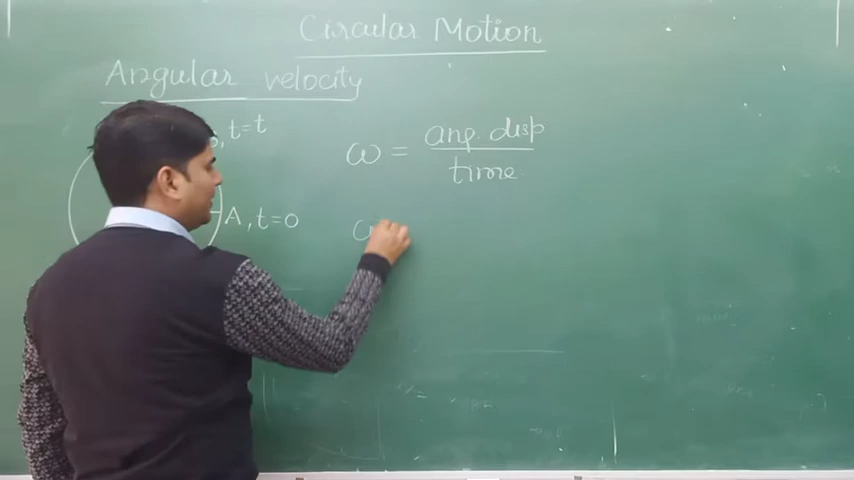 Circular Motion
Angular velocity
, t=t
ω = ang. disp
time
A, t=0